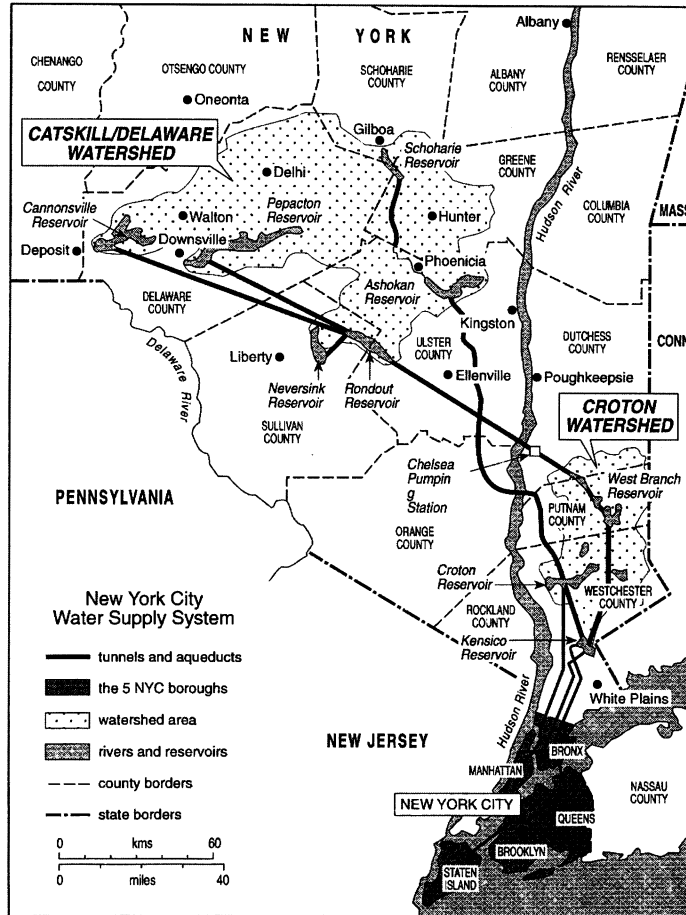 Albany
NEW YORK
CHENANGO
COUNTY
OTSENGO COUNTY
SCHOHARIE
COUNTY
ALBANY
COUNTY
RENSSELAER
COUNTY
Oneonta
CATSKILL/DELAWARE
WATERSHED
Gilboa
Schoharie
Reservoir
GREENE
COUNTY
Delhi
Cannonsville
Reservoir
Walton
Pepacton
Reservoir
Hunter
Hudson River
COLUMBIA
COUNTY
MASS
Deposit
Downsville
Phoenicia
DELAWARE
COUNTY
Ashokan
Reservoir
Kingston
Delaware
River
Liberty
ULSTER
COUNTY
DUTCHESS
COUNTY
CONN
Ellenville
Poughkeepsie
Neversink
Reservoir
Rondout
Reservoir
SULLIVAN
COUNTY
CROTON
WATERSHED
Chelsea
Pumpin
g
Station
West Branch
Reservoir
PENNSYLVANIA
PUTNAM
COUNTY
ORANGE
COUNTY
Croton
Reservoir
WESTCHESTER
COUNTY
ROCKLAND
COUNTY
Kensico
Reservoir
New York City
Water Supply System
tunnels and aqueducts
the 5 NYC boroughs
watershed area
rivers and reservoirs
county borders
state borders
0 kms 60
0 miles 40
White Plains
Hudson River
NEW JERSEY
BRONX
MANHATTAN
NASSAU
COUNTY
NEW YORK CITY
QUEENS
BROOKLYN
STATEN
ISLAND